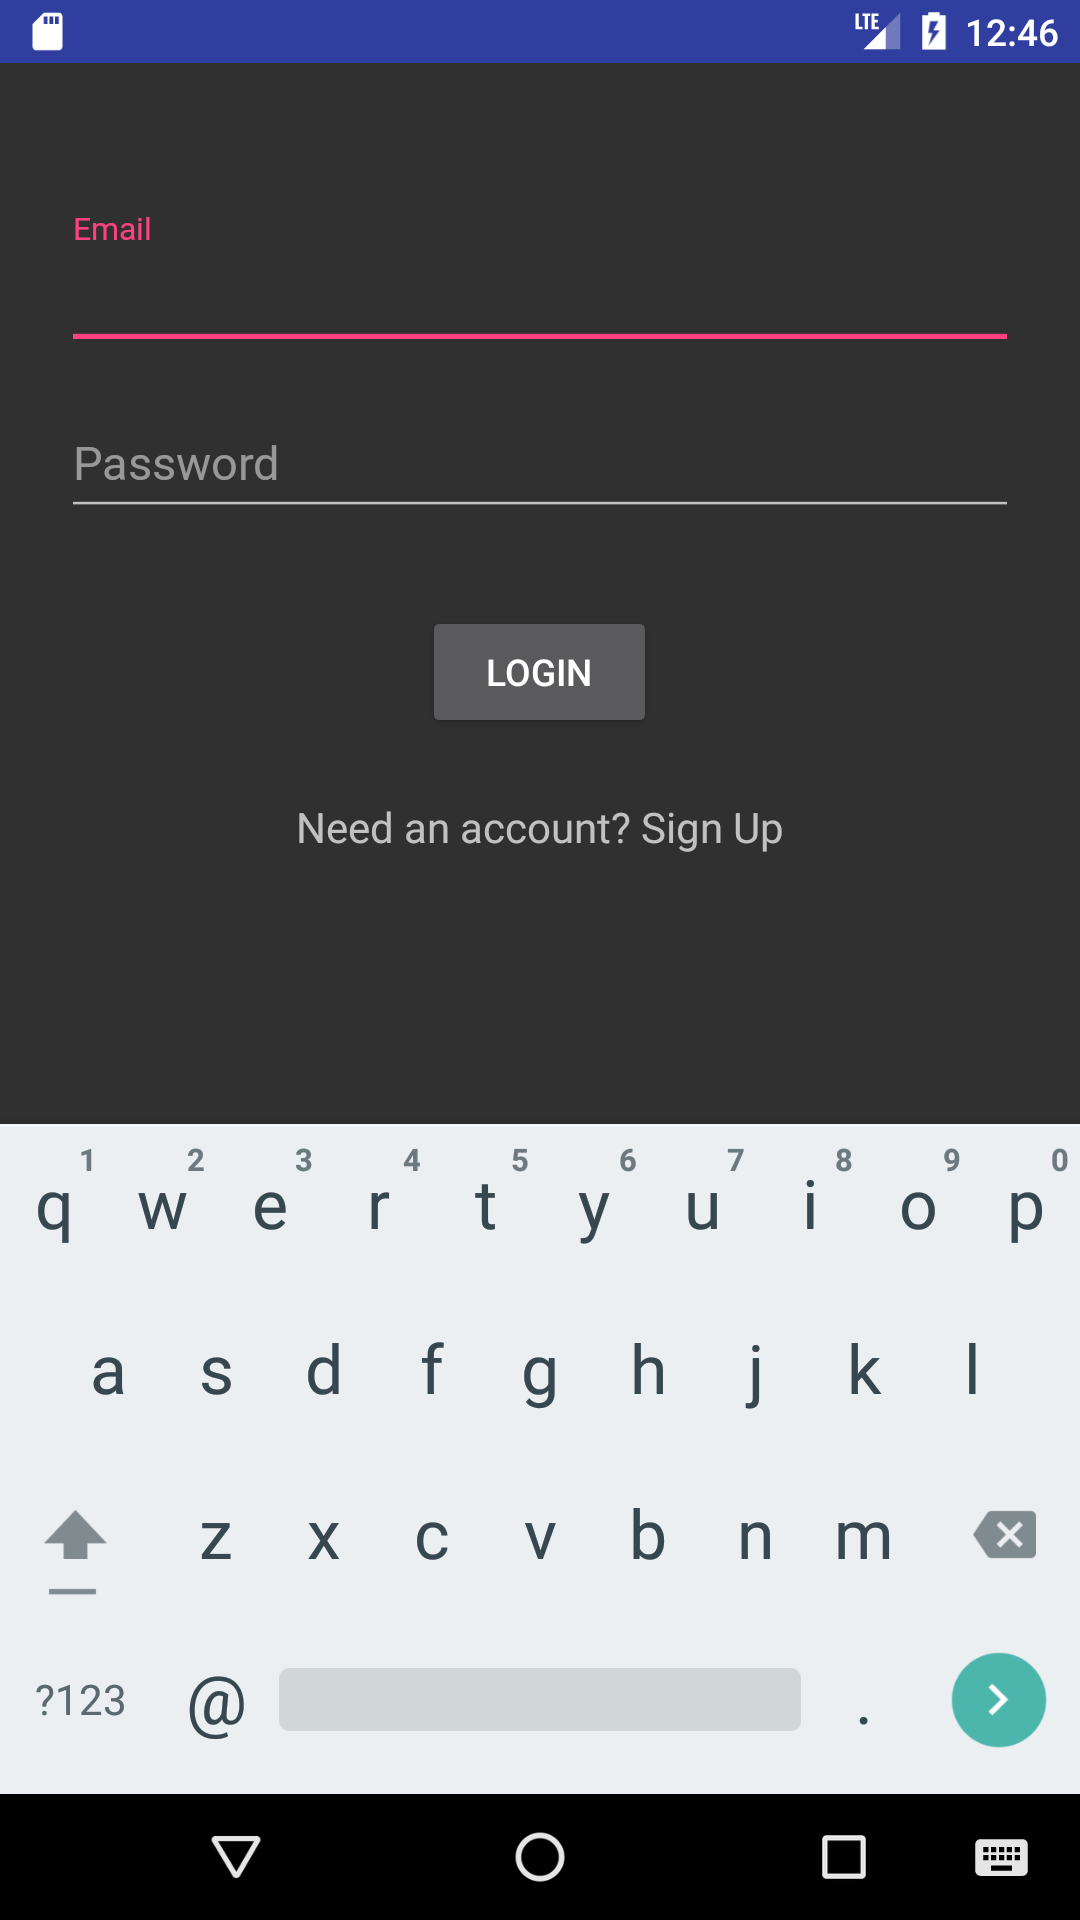 LTE 12:46
Email
Password
LOGIN
Need an account? Sign Up
1 2 3 4 5 6 7 8 9 0
q w e r t y u i o p
a s d f g h j k l
z x c v b n m
?123 @ .